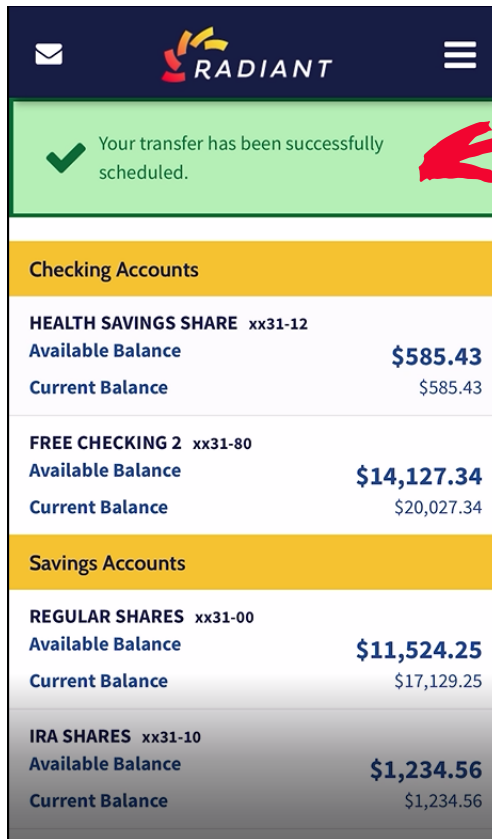 RADIANT
Your transfer has been successfully
scheduled.
Checking Accounts
HEALTH SAVINGS SHARE xx31-12
Available Balance $585.43
Current Balance $585.43
FREE CHECKING 2 xx31-80
Available Balance $14,127.34
Current Balance $20,027.34
Savings Accounts
REGULAR SHARES xx31-00
Available Balance $11,524.25
Current Balance $17,129.25
IRA SHARES xx31-10
Available Balance $1,234.56
Current Balance $1,234.56